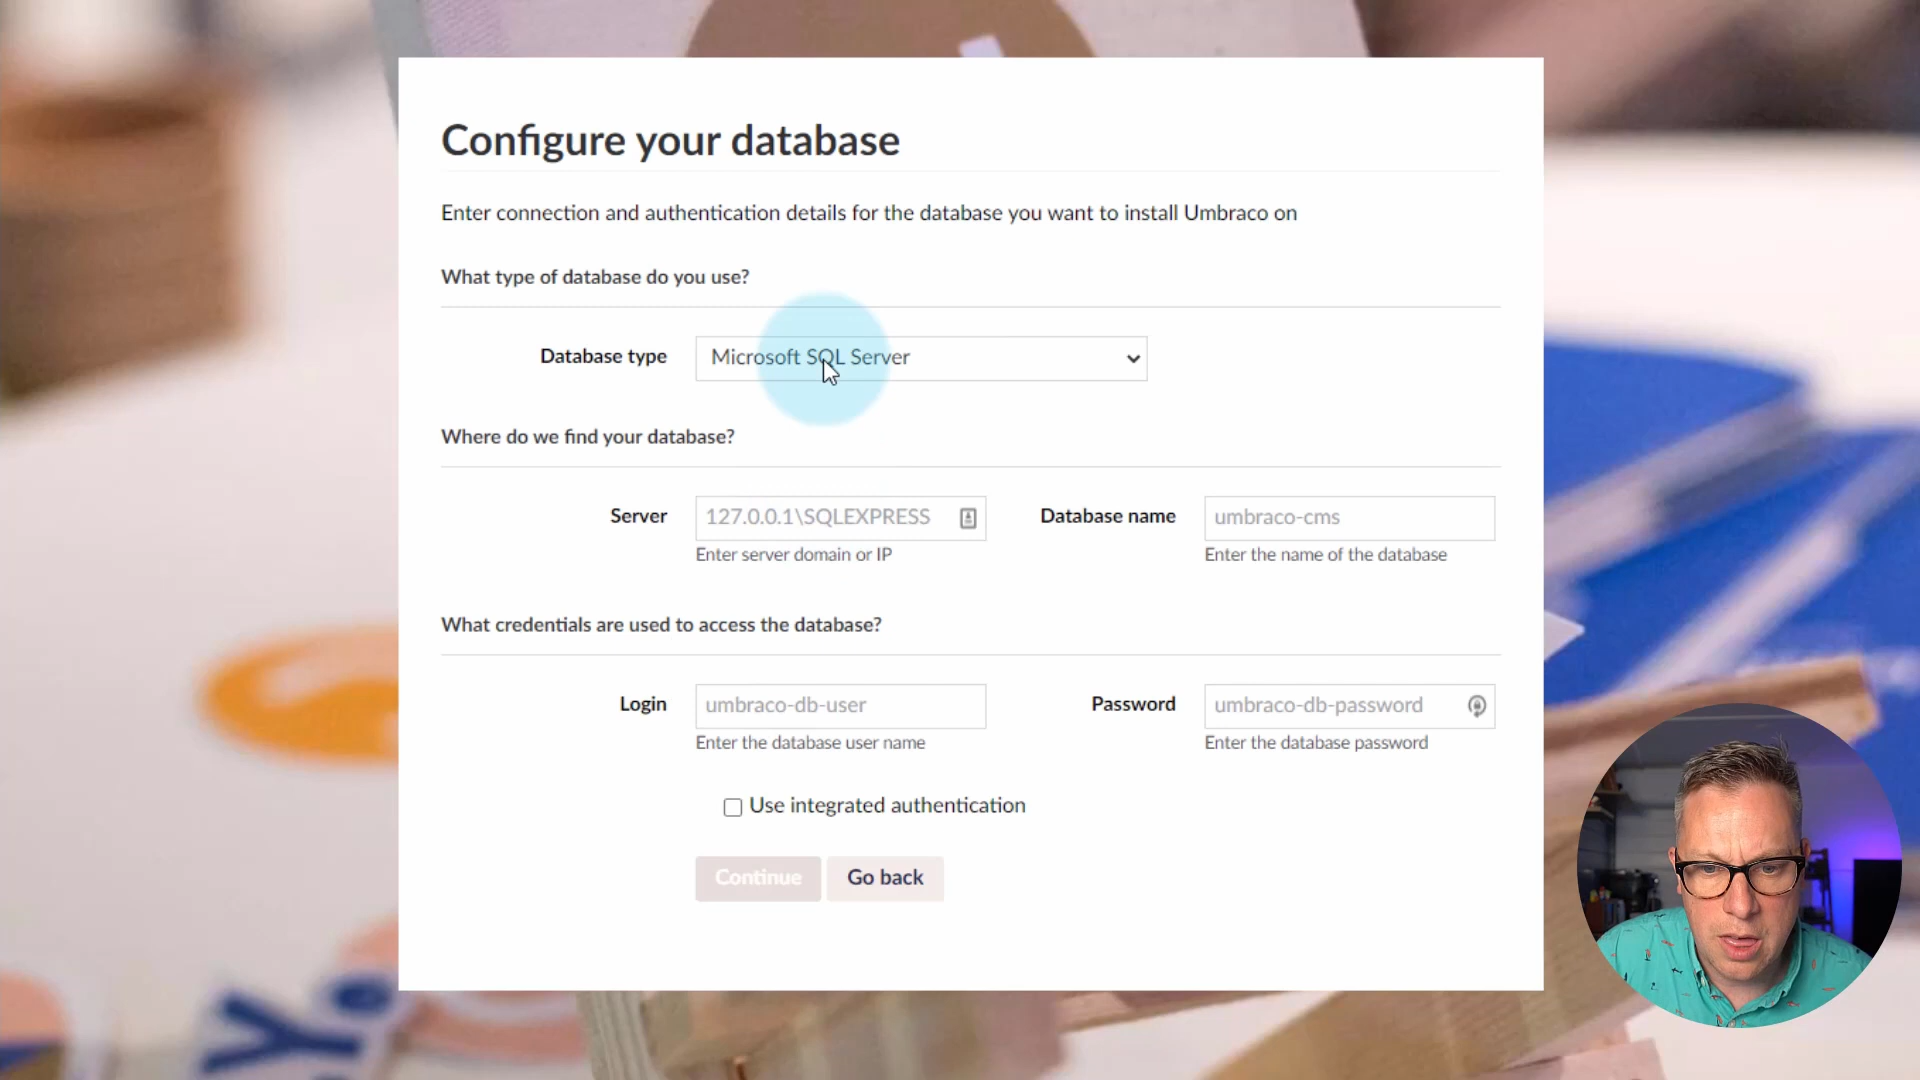 Configure your database
Enter connection and authentication details for the database you want to install Umbraco on
What type of database do you use?
Database type
Microsoft SQL Server
Where do we find your database?
Server
127.0.0.1\SQLEXPRESS
Database name
umbraco-cms
Enter server domain or IP
Enter the name of the database
What credentials are used to access the database?
Login
umbraco-db-user
Password
umbraco-db-password
Enter the database user name
Enter the database password
Use integrated authentication
Continue
Go back
Y.